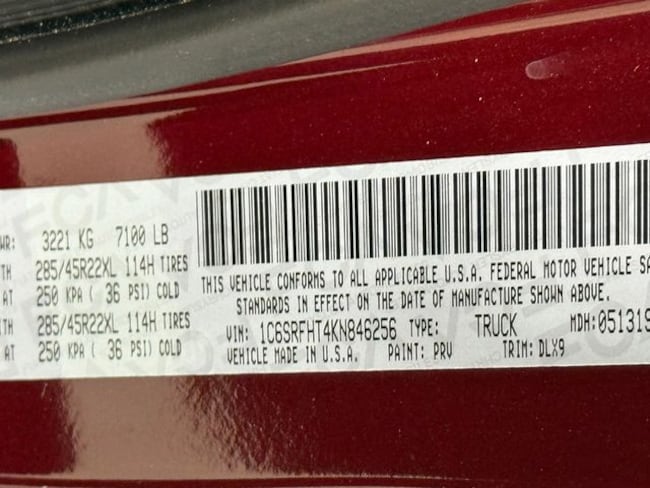 WR: 3221 KG 7100 LB
TH 285/45R22XL 114H TIRES
AT 250 KPA ( 36 PSI) COLD
ITH 285/45R22XL 114H TIRES
AT 250 KPA ( 36 PSI) COLD
THIS VEHICLE CONFORMS TO ALL APPLICABLE U.S.A. FEDERAL MOTOR VEHICLE SA
STANDARDS IN EFFECT ON THE DATE OF MANUFACTURE SHOWN ABOVE.
VIN: 1C6SRFHT4KN846256 TYPE: TRUCK MDH:051319
VEHICLE MADE IN U.S.A. PAINT: PRV TRIM: DLX9